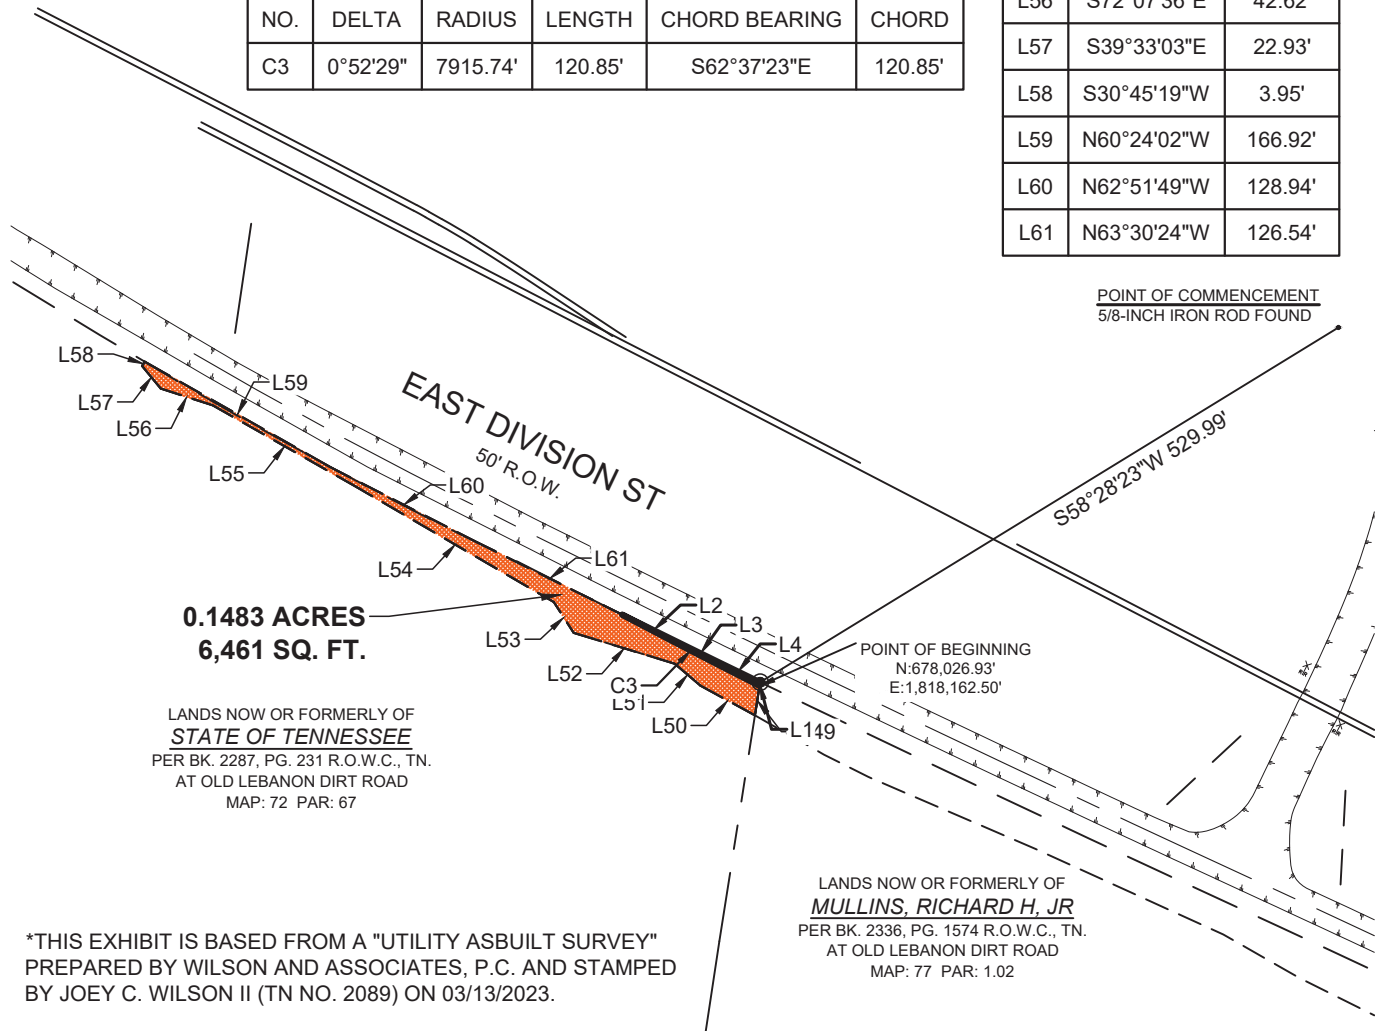 NO. DELTA RADIUS LENGTH CHORD BEARING CHORD
C3 0°52'29" 7915.74' 120.85' S62°37'23"E 120.85'
L56 S72°07'36"E 42.62'
L57 S39°33'03"E 22.93'
L58 S30°45'19"W 3.95'
L59 N60°24'02"W 166.92'
L60 N62°51'49"W 128.94'
L61 N63°30'24"W 126.54'
POINT OF COMMENCEMENT
5/8-INCH IRON ROD FOUND
S58°28'23"W 529.99'
EAST DIVISION ST
50' R.O.W.
L58
L57
L56
L59
L55
L60
L54
L61
L53
L2
L3
L4
L52
C3
L51
L50
L149
0.1483 ACRES
6,461 SQ. FT.
POINT OF BEGINNING
N:678,026.93'
E:1,818,162.50'
LANDS NOW OR FORMERLY OF
STATE OF TENNESSEE
PER BK. 2287, PG. 231 R.O.W.C., TN.
AT OLD LEBANON DIRT ROAD
MAP: 72 PAR: 67
LANDS NOW OR FORMERLY OF
MULLINS, RICHARD H, JR
PER BK. 2336, PG. 1574 R.O.W.C., TN.
AT OLD LEBANON DIRT ROAD
MAP: 77 PAR: 1.02
*THIS EXHIBIT IS BASED FROM A "UTILITY ASBUILT SURVEY"
PREPARED BY WILSON AND ASSOCIATES, P.C. AND STAMPED
BY JOEY C. WILSON II (TN NO. 2089) ON 03/13/2023.